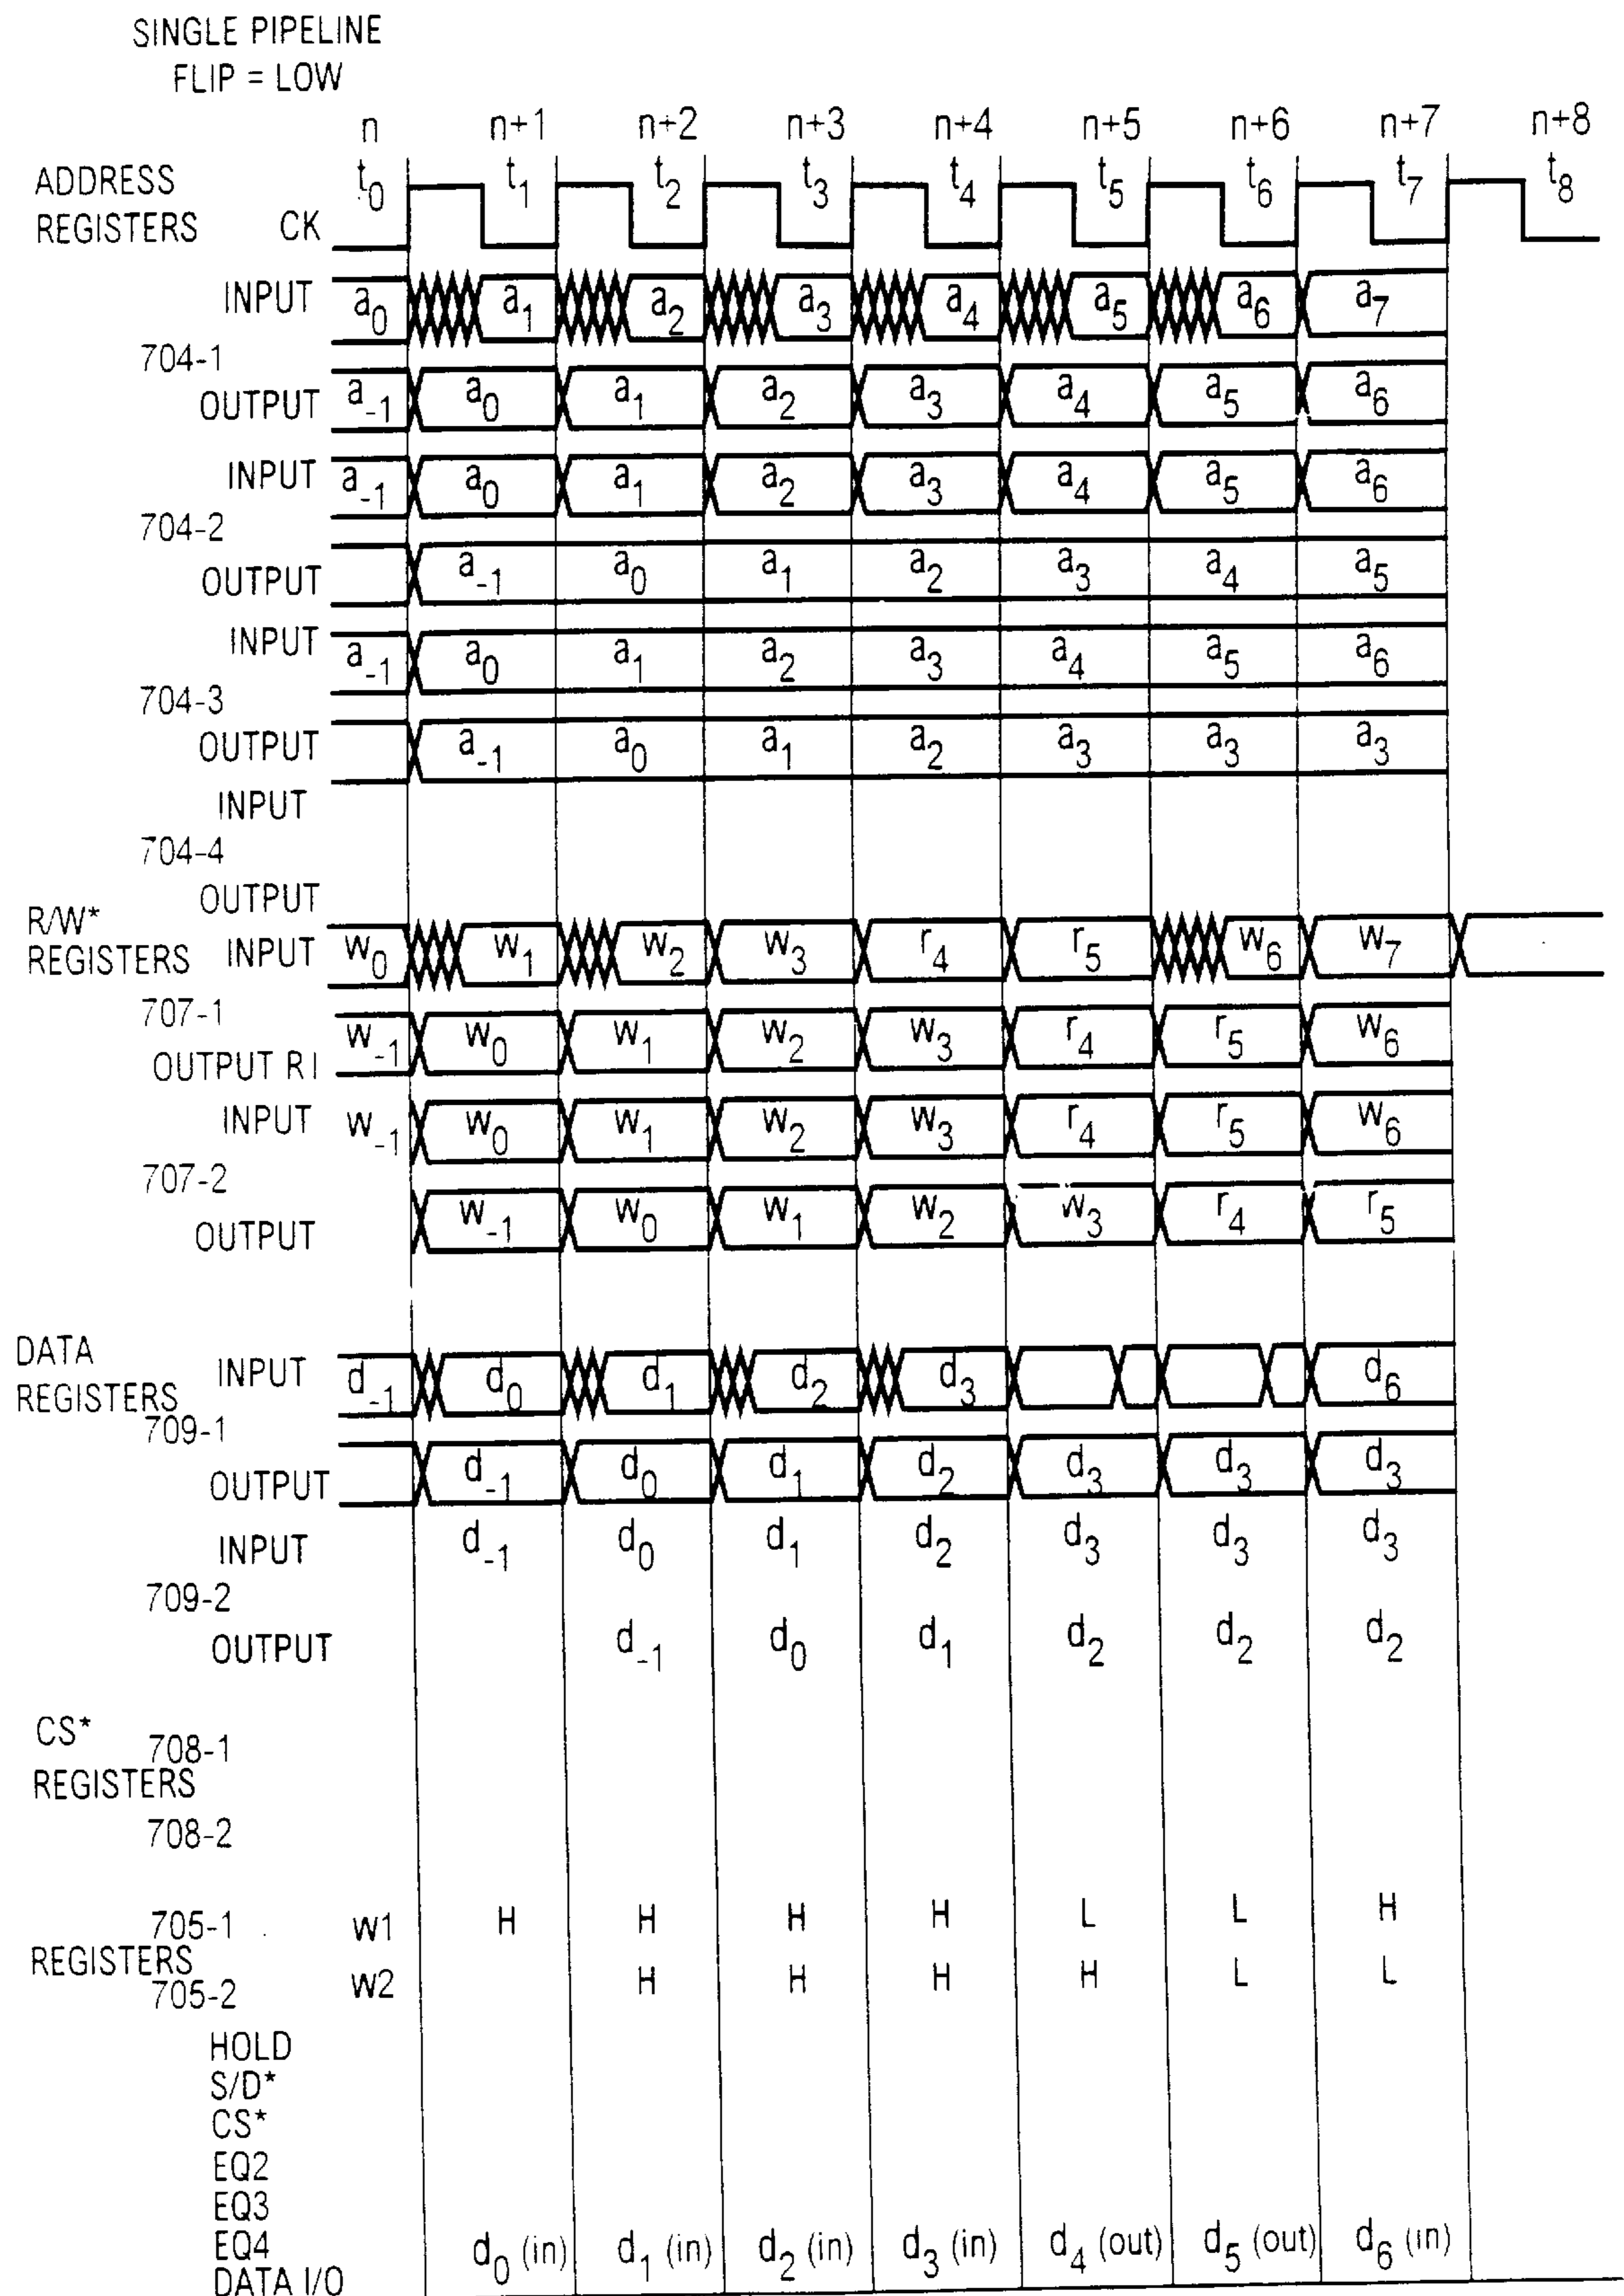 SINGLE PIPELINE
FLIP = LOW
n n+1 n+2 n+3 n+4 n+5 n+6 n+7 n+8
ADDRESS REGISTERS CK t0 t1 t2 t3 t4 t5 t6 t7 t8
INPUT a0 a1 a2 a3 a4 a5 a6 a7
704-1
OUTPUT a-1 a0 a1 a2 a3 a4 a5 a6
INPUT a-1 a0 a1 a2 a3 a4 a5 a6
704-2
OUTPUT a-1 a0 a1 a2 a3 a4 a5
INPUT a-1 a0 a1 a2 a3 a4 a5 a6
704-3
OUTPUT a-1 a0 a1 a2 a3 a3 a3
INPUT
704-4
OUTPUT
R/W* REGISTERS INPUT w0 w1 w2 w3 r4 r5 w6 w7
707-1
OUTPUT R1 w-1 w0 w1 w2 w3 r4 r5 w6
INPUT w-1 w0 w1 w2 w3 r4 r5 w6
707-2
OUTPUT w-1 w0 w1 w2 w3 r4 r5
DATA REGISTERS INPUT d-1 d0 d1 d2 d3 d6
709-1
OUTPUT d-1 d0 d1 d2 d3 d3 d3
INPUT d-1 d0 d1 d2 d3 d3 d3
709-2
OUTPUT d-1 d0 d1 d2 d2 d2
CS* 708-1
REGISTERS
708-2
705-1 W1 H H H H L L H
REGISTERS
705-2 W2 H H H H L L
HOLD
S/D*
CS*
EQ2
EQ3
EQ4
DATA I/O d0 (in) d1 (in) d2 (in) d3 (in) d4 (out) d5 (out) d6 (in)